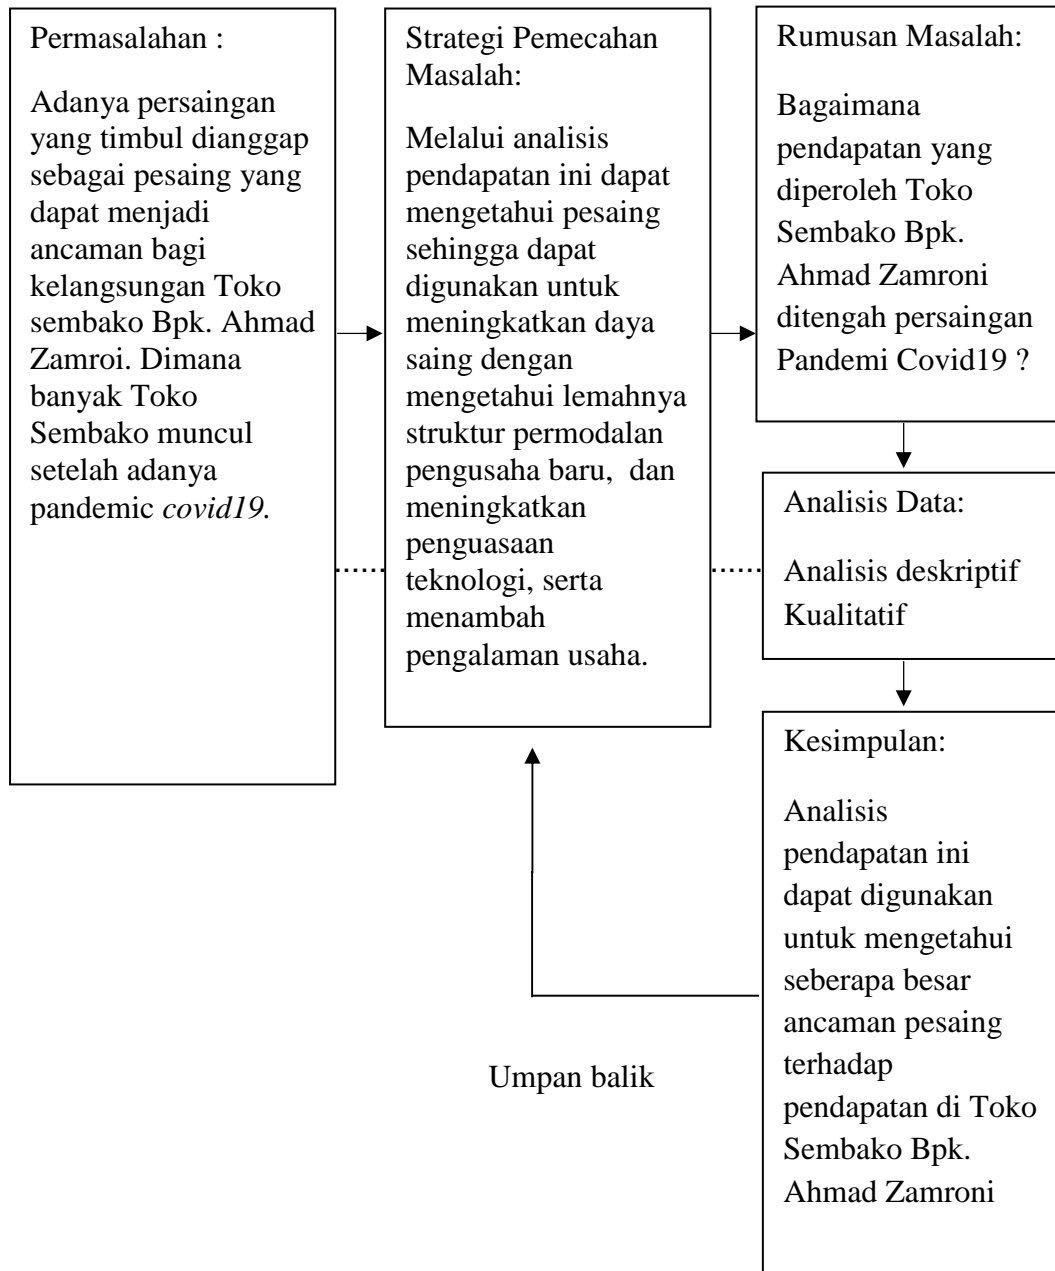 Permasalahan :
Adanya persaingan
yang timbul dianggap
sebagai pesaing yang
dapat menjadi
ancaman bagi
kelangsungan Toko
sembako Bpk. Ahmad
Zamroi. Dimana
banyak Toko
Sembako muncul
setelah adanya
pandemic covid19.
Strategi Pemecahan
Masalah:
Melalui analisis
pendapatan ini dapat
mengetahui pesaing
sehingga dapat
digunakan untuk
meningkatkan daya
saing dengan
mengetahui lemahnya
struktur permodalan
pengusaha baru, dan
meningkatkan
penguasaan
teknologi, serta
menambah
pengalaman usaha.
Rumusan Masalah:
Bagaimana
pendapatan yang
diperoleh Toko
Sembako Bpk.
Ahmad Zamroni
ditengah persaingan
Pandemi Covid19 ?
Analisis Data:
Analisis deskriptif
Kualitatif
Kesimpulan:
Analisis
pendapatan ini
dapat digunakan
untuk mengetahui
seberapa besar
ancaman pesaing
terhadap
pendapatan di Toko
Sembako Bpk.
Ahmad Zamroni
Umpan balik